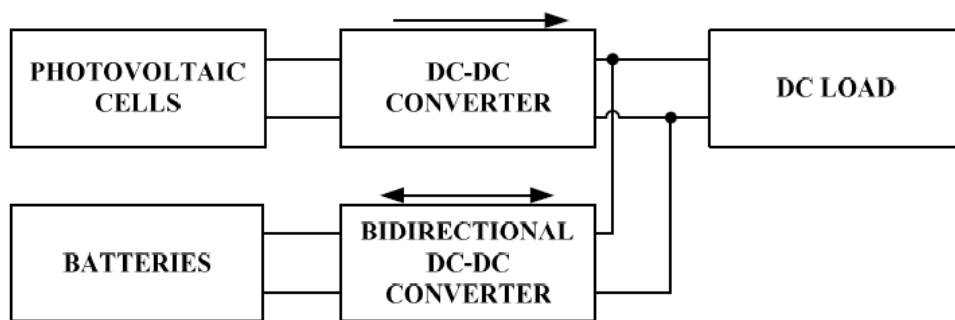 PHOTOVOLTAIC
CELLS
DC-DC
CONVERTER
DC LOAD
BATTERIES
BIDIRECTIONAL
DC-DC
CONVERTER